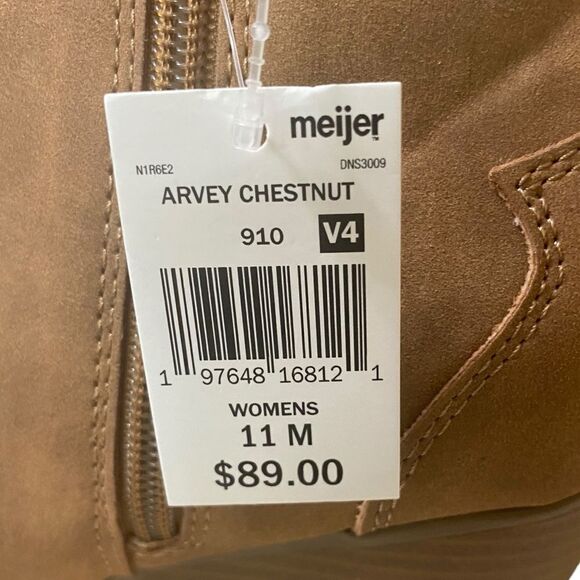 meijer
N1R6E2 DNS3009
ARVEY CHESTNUT
910 V4
1 97648 16812 1
WOMENS
11 M
$89.00